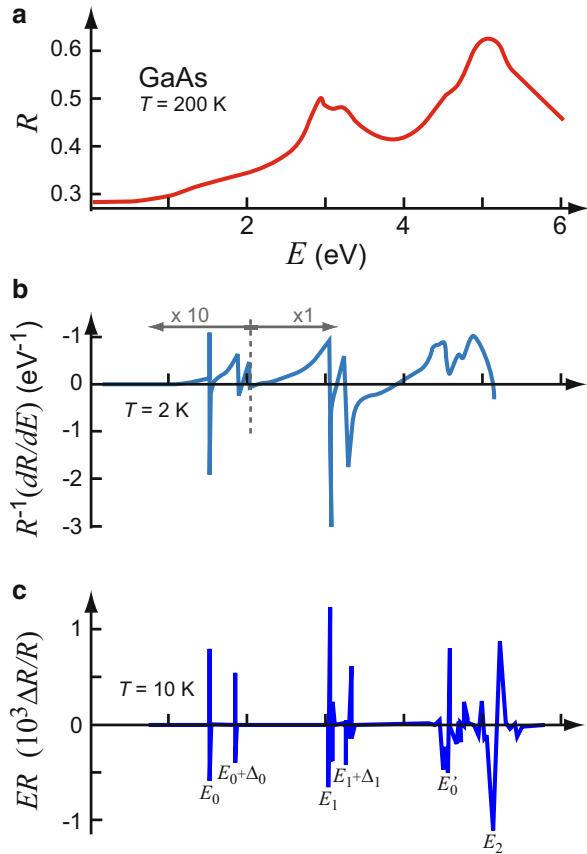 a
0.6
0.5
0.4
0.3
R
GaAs
T = 200 K
2
4
6
E (eV)
b
x 10
x1
-1
0
-1
-2
-3
R⁻¹(dR/dE) (eV⁻¹)
T = 2 K
c
1
0
-1
ER (10³ΔR/R)
T = 10 K
E₀
E₀+Δ₀
E₁
E₁+Δ₁
E₀′
E₂